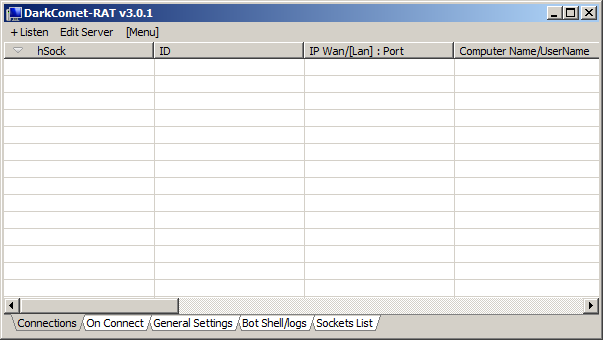 DarkComet-RAT v3.0.1
+ Listen Edit Server [Menu]
hSock ID IP Wan/[Lan] : Port Computer Name/UserName
Connections On Connect General Settings Bot Shell/logs Sockets List